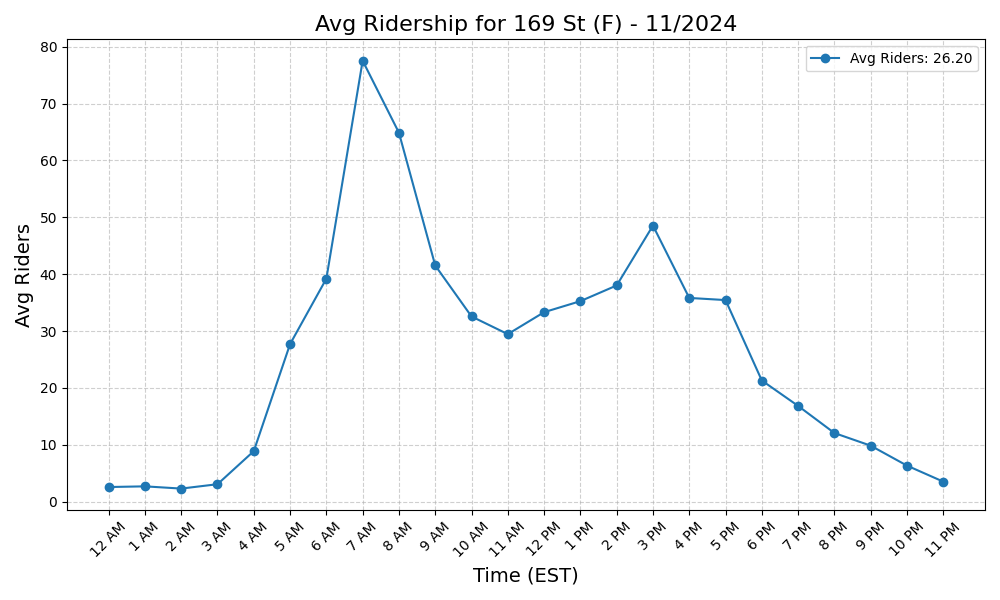 Avg Ridership for 169 St (F) - 11/2024
Avg Riders: 26.20
Avg Riders
80
70
60
50
40
30
20
10
0
12 AM
1 AM
2 AM
3 AM
4 AM
5 AM
6 AM
7 AM
8 AM
9 AM
10 AM
11 AM
12 PM
1 PM
2 PM
3 PM
4 PM
5 PM
6 PM
7 PM
8 PM
9 PM
10 PM
11 PM
Time (EST)